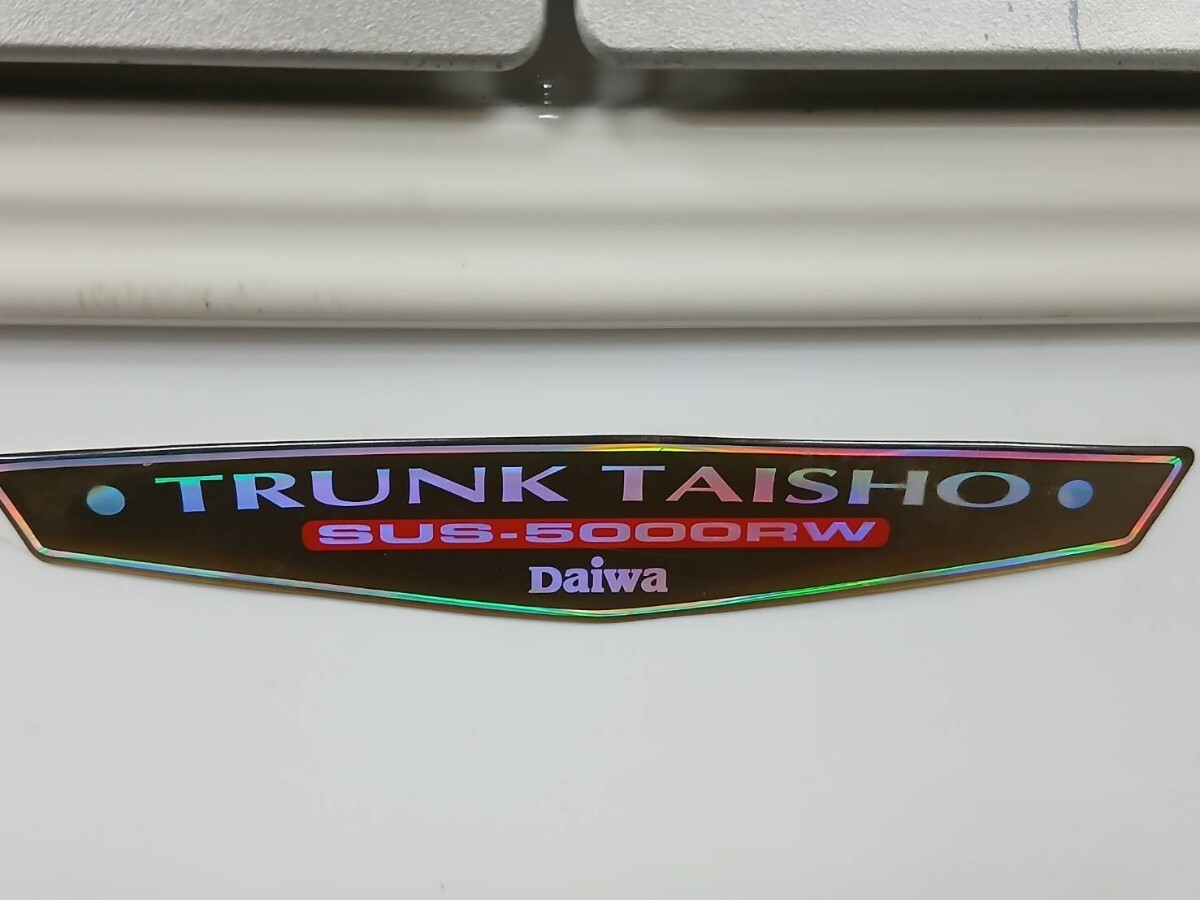 TRUNK TAISHO
SUS-5000RW
Daiwa